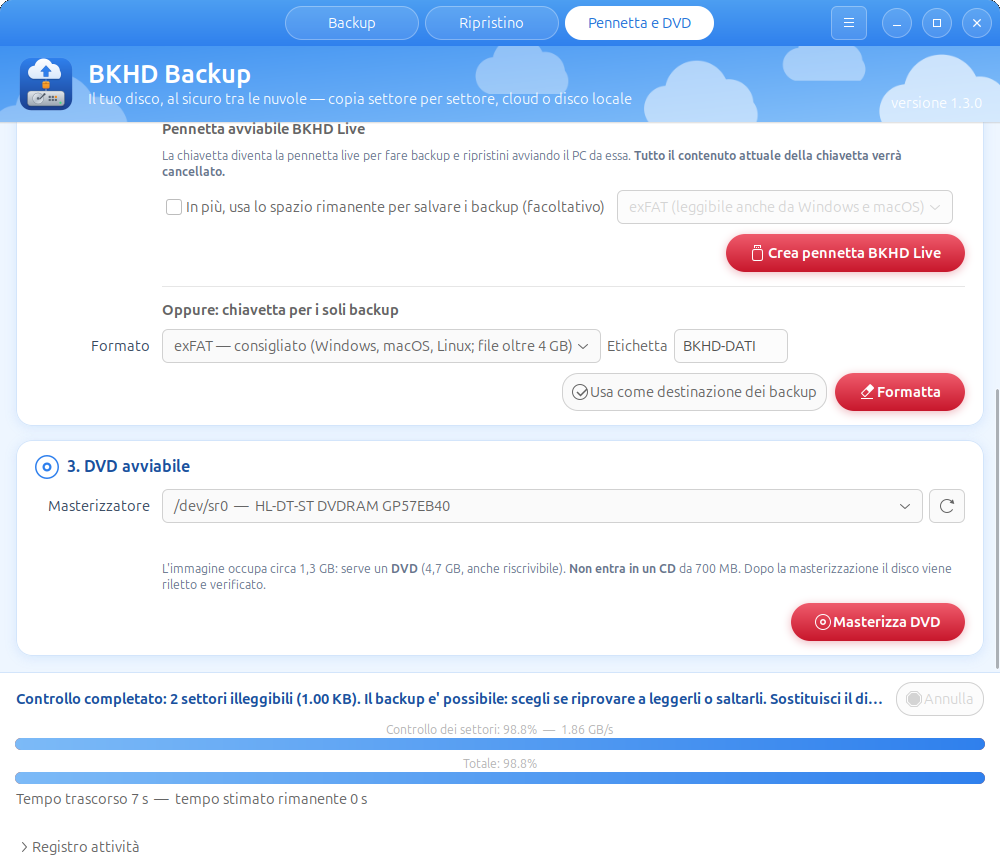 Backup
Ripristino
Pennetta e DVD
BKHD Backup
Il tuo disco, al sicuro tra le nuvole — copia settore per settore, cloud o disco locale
versione 1.3.0
Pennetta avviabile BKHD Live
La chiavetta diventa la pennetta live per fare backup e ripristini avviando il PC da essa. Tutto il contenuto attuale della chiavetta verrà
cancellato.
In più, usa lo spazio rimanente per salvare i backup (facoltativo)
exFAT (leggibile anche da Windows e macOS)
Crea pennetta BKHD Live
Oppure: chiavetta per i soli backup
Formato
exFAT — consigliato (Windows, macOS, Linux; file oltre 4 GB)
Etichetta
BKHD-DATI
Usa come destinazione dei backup
Formatta
3. DVD avviabile
Masterizzatore
/dev/sr0 — HL-DT-ST DVDRAM GP57EB40
L'immagine occupa circa 1,3 GB: serve un DVD (4,7 GB, anche riscrivibile). Non entra in un CD da 700 MB. Dopo la masterizzazione il disco viene
riletto e verificato.
Masterizza DVD
Controllo completato: 2 settori illeggibili (1.00 KB). Il backup e' possibile: scegli se riprovare a leggerli o saltarli. Sostituisci il di…
Annulla
Controllo dei settori: 98.8% — 1.86 GB/s
Totale: 98.8%
Tempo trascorso 7 s — tempo stimato rimanente 0 s
Registro attività